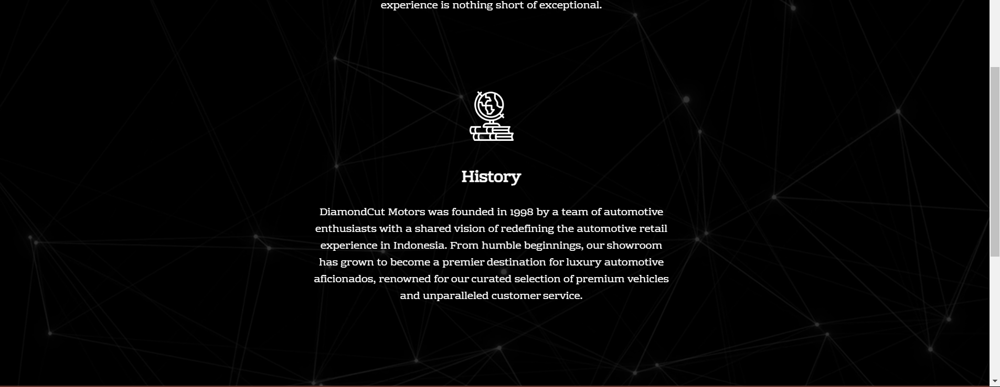 experience is nothing short of exceptional.
History
DiamondCut Motors was founded in 1998 by a team of automotive
enthusiasts with a shared vision of redefining the automotive retail
experience in Indonesia. From humble beginnings, our showroom
has grown to become a premier destination for luxury automotive
aficionados, renowned for our curated selection of premium vehicles
and unparalleled customer service.